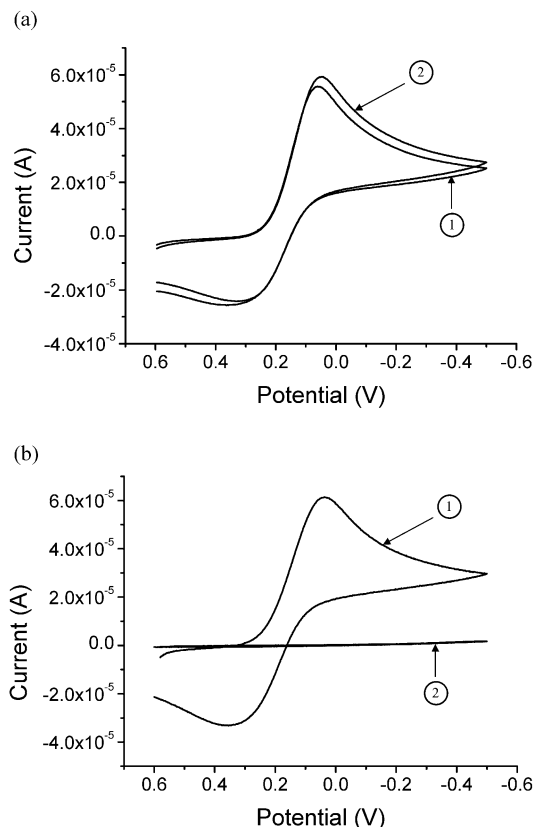 (a)
6.0x10-5
4.0x10-5
2.0x10-5
0.0
-2.0x10-5
-4.0x10-5
Current (A)
2
1
0.6 0.4 0.2 0.0 -0.2 -0.4 -0.6
Potential (V)
(b)
6.0x10-5
4.0x10-5
2.0x10-5
0.0
-2.0x10-5
-4.0x10-5
Current (A)
1
2
0.6 0.4 0.2 0.0 -0.2 -0.4 -0.6
Potential (V)